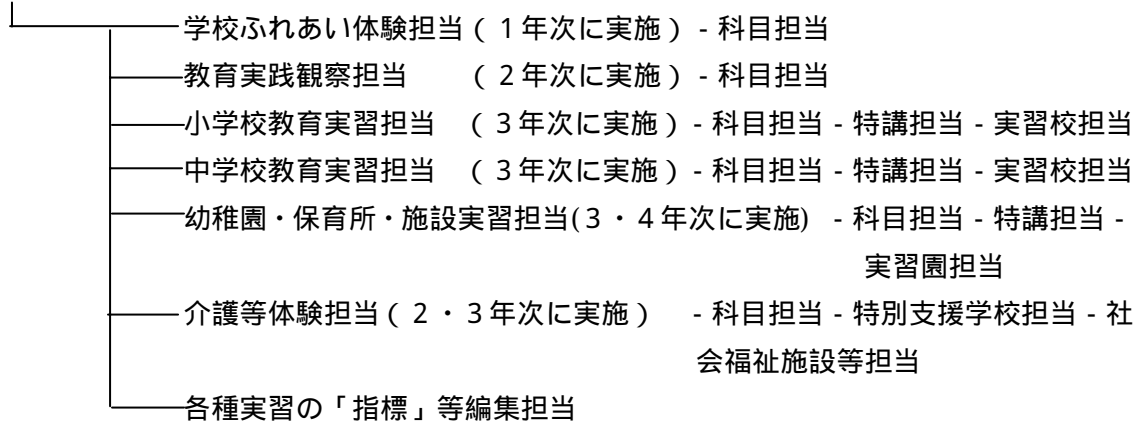 学校ふれあい体験担当(1年次に実施)-科目担当
教育実践観察担当 (2年次に実施)-科目担当
小学校教育実習担当 (3年次に実施)-科目担当-特講担当-実習校担当
中学校教育実習担当 (3年次に実施)-科目担当-特講担当-実習校担当
幼稚園・保育所・施設実習担当(3・4年次に実施) -科目担当-特講担当-
実習園担当
介護等体験担当(2・3年次に実施) -科目担当-特別支援学校担当-社
会福祉施設等担当
各種実習の「指標」等編集担当